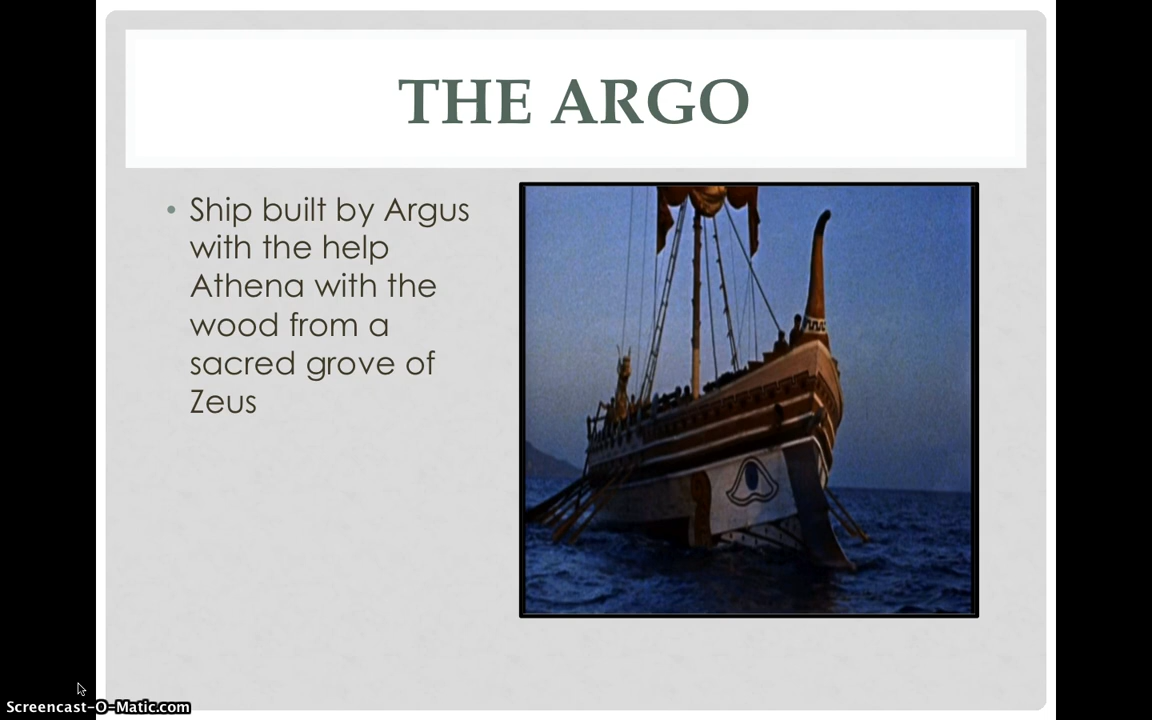 THE ARGO
• Ship built by Argus
with the help
Athena with the
wood from a
sacred grove of
Zeus
Screencast-O-Matic.com